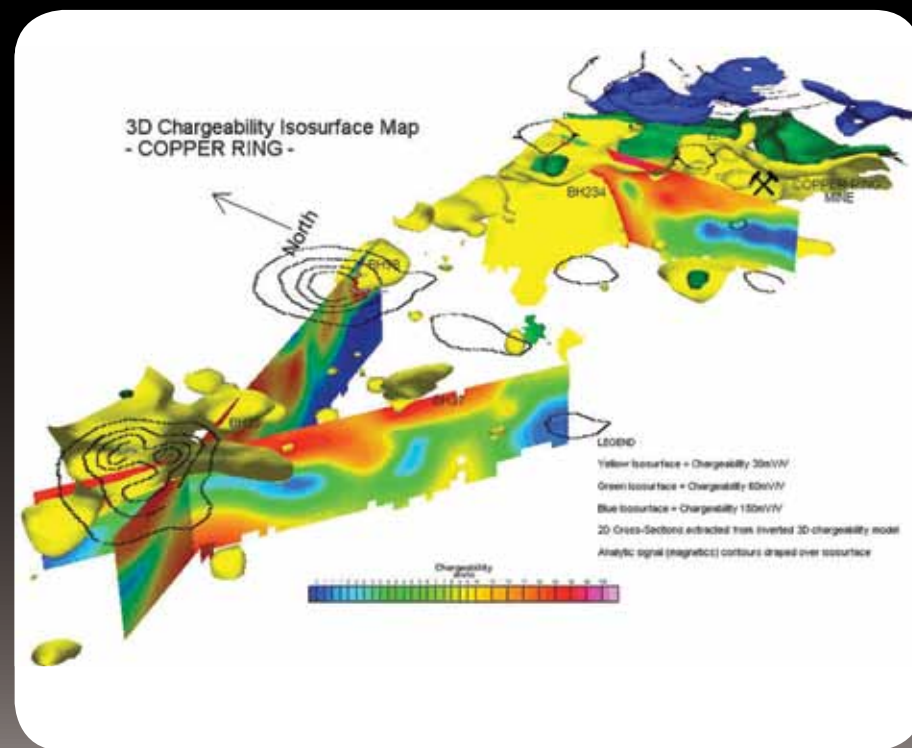 3D Chargeability Isosurface Map
- COPPER RING -
North
BH234
COPPER RING
MINE
BH37
LEGEND
Yellow Isosurface = Chargeability 30mV/V
Green Isosurface = Chargeability 60mV/V
Blue Isosurface = Chargeability 150mV/V
2D Cross-Sections extracted from inverted 3D chargeability model
Analytic signal (magnetics) contours draped over isosurface
Chargeability